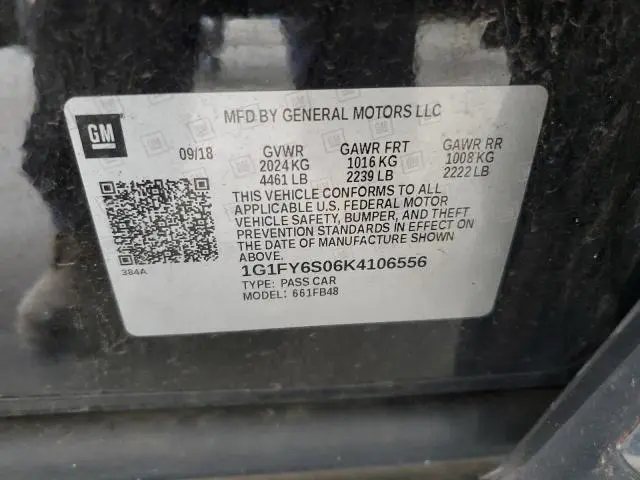 GM
MFD BY GENERAL MOTORS LLC
09/18 GVWR GAWR FRT GAWR RR
2024 KG 1016 KG 1008 KG
4461 LB 2239 LB 2222 LB
THIS VEHICLE CONFORMS TO ALL
APPLICABLE U.S. FEDERAL MOTOR
VEHICLE SAFETY, BUMPER, AND THEFT
PREVENTION STANDARDS IN EFFECT ON
THE DATE OF MANUFACTURE SHOWN
ABOVE.
384A
1G1FY6S06K4106556
TYPE: PASS CAR
MODEL: 661FB48